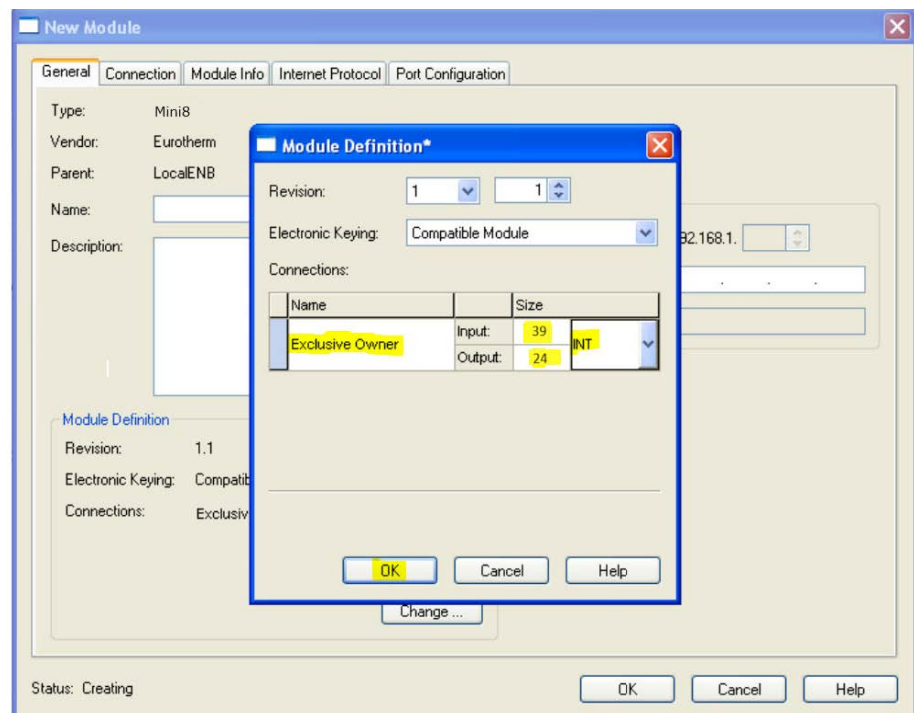 New Module
General Connection Module Info Internet Protocol Port Configuration
Type: Mini8
Vendor: Eurotherm
Parent: LocalENB
Name:
Description:
Module Definition*
Revision: 1 1
Electronic Keying: Compatible Module
Connections:
Name Size
Exclusive Owner Input: 39 INT
Output: 24
OK Cancel Help
92.168.1.
. . .
Module Definition
Revision: 1.1
Electronic Keying: Compatib
Connections: Exclusiv
Change ...
Status: Creating
OK Cancel Help